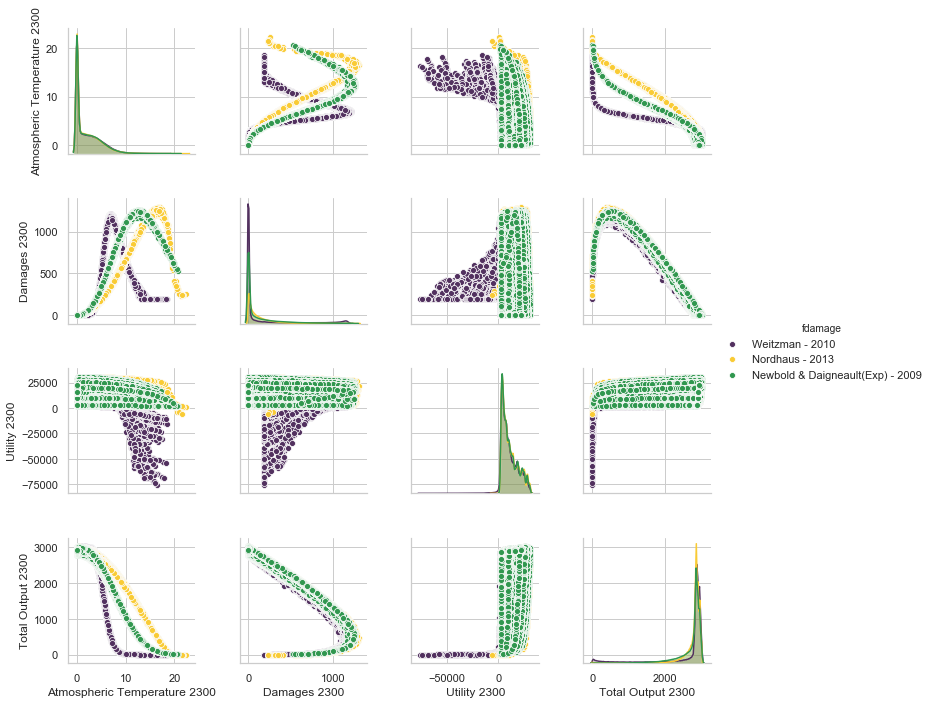 Atmospheric Temperature 2300
20
10
0
Damages 2300
1000
500
0
fdamage
Weitzman - 2010
Nordhaus - 2013
Newbold & Daigneault(Exp) - 2009
Utility 2300
25000
0
−25000
−50000
−75000
Total Output 2300
3000
2000
1000
0
0 10 20
0 1000
−50000 0
0 2000
Atmospheric Temperature 2300
Damages 2300
Utility 2300
Total Output 2300